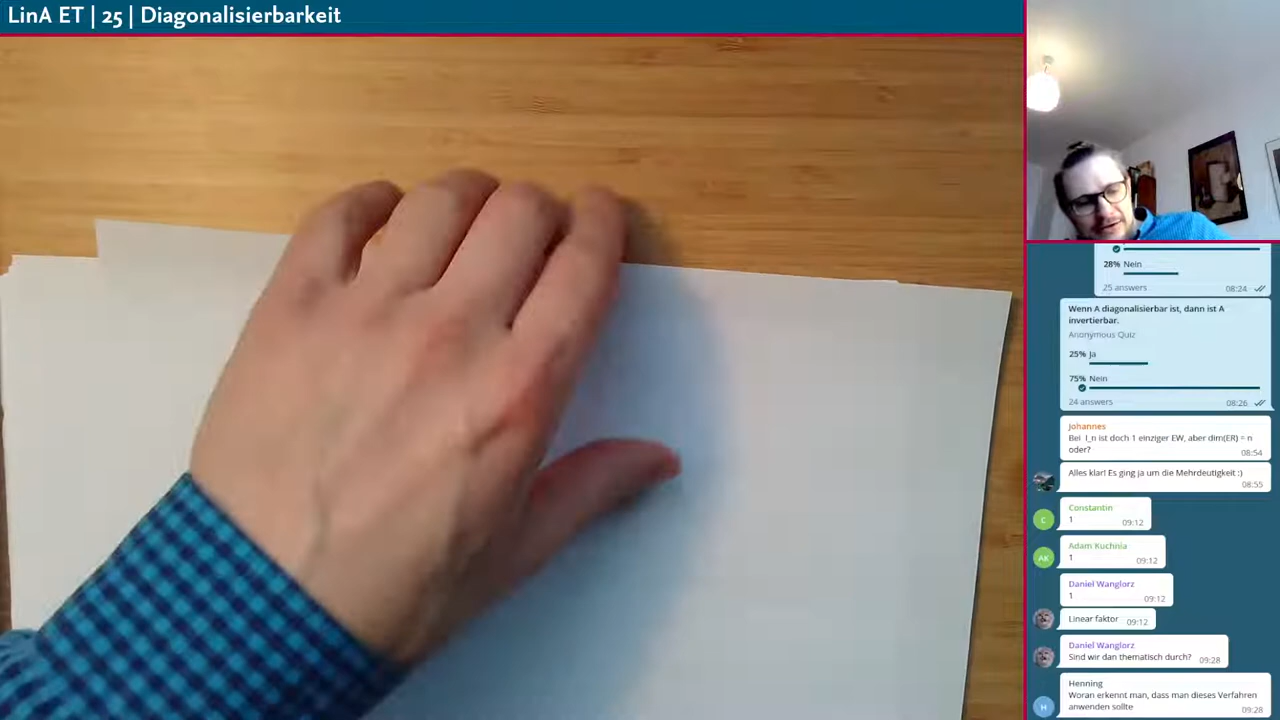 LinA ET | 25 | Diagonalisierbarkeit
28% Nein
25 answers
08:24
Wenn A diagonalisierbar ist, dann ist A
invertierbar.
Anonymous Quiz
25% Ja
75% Nein
24 answers
08:26
Johannes
Bei I_n ist doch 1 einziger EW, aber dim(ER) = n
oder?
08:54
Alles klar! Es ging ja um die Mehrdeutigkeit :)
08:55
C
Constantin
1
09:12
AK
Adam Kuchnia
1
09:12
Daniel Wanglorz
1
09:12
Linear faktor
09:12
Daniel Wanglorz
Sind wir dan thematisch durch?
09:28
H
Henning
Woran erkennt man, dass man dieses Verfahren
anwenden sollte
09:28